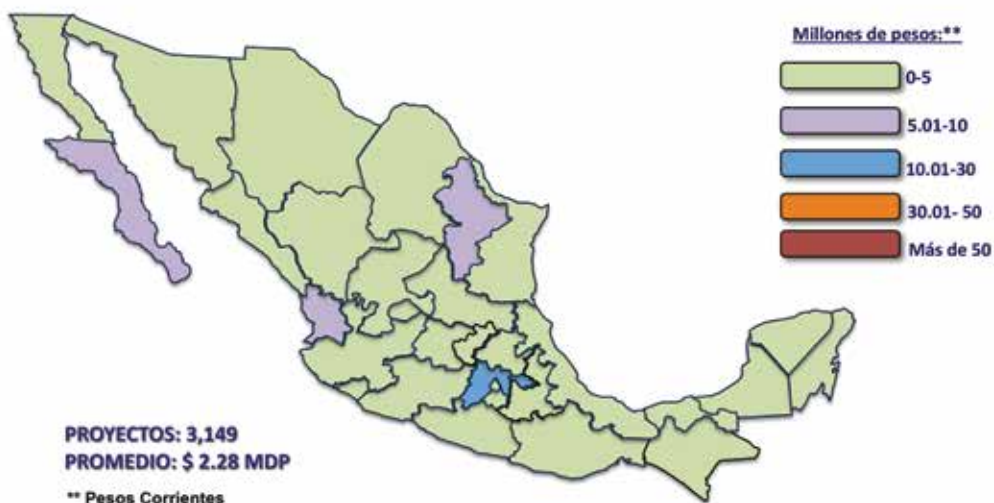 Millones de pesos:**
0-5
5.01-10
10.01-30
30.01- 50
Más de 50
PROYECTOS: 3,149
PROMEDIO: $ 2.28 MDP
** Pesos Corrientes